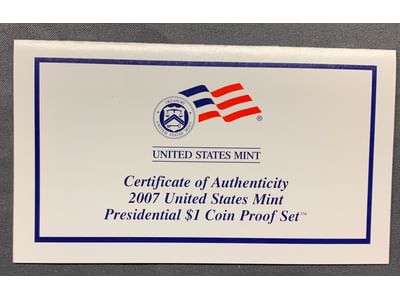 ®
UNITED STATES MINT
Certificate of Authenticity
2007 United States Mint
Presidential $1 Coin Proof Set™